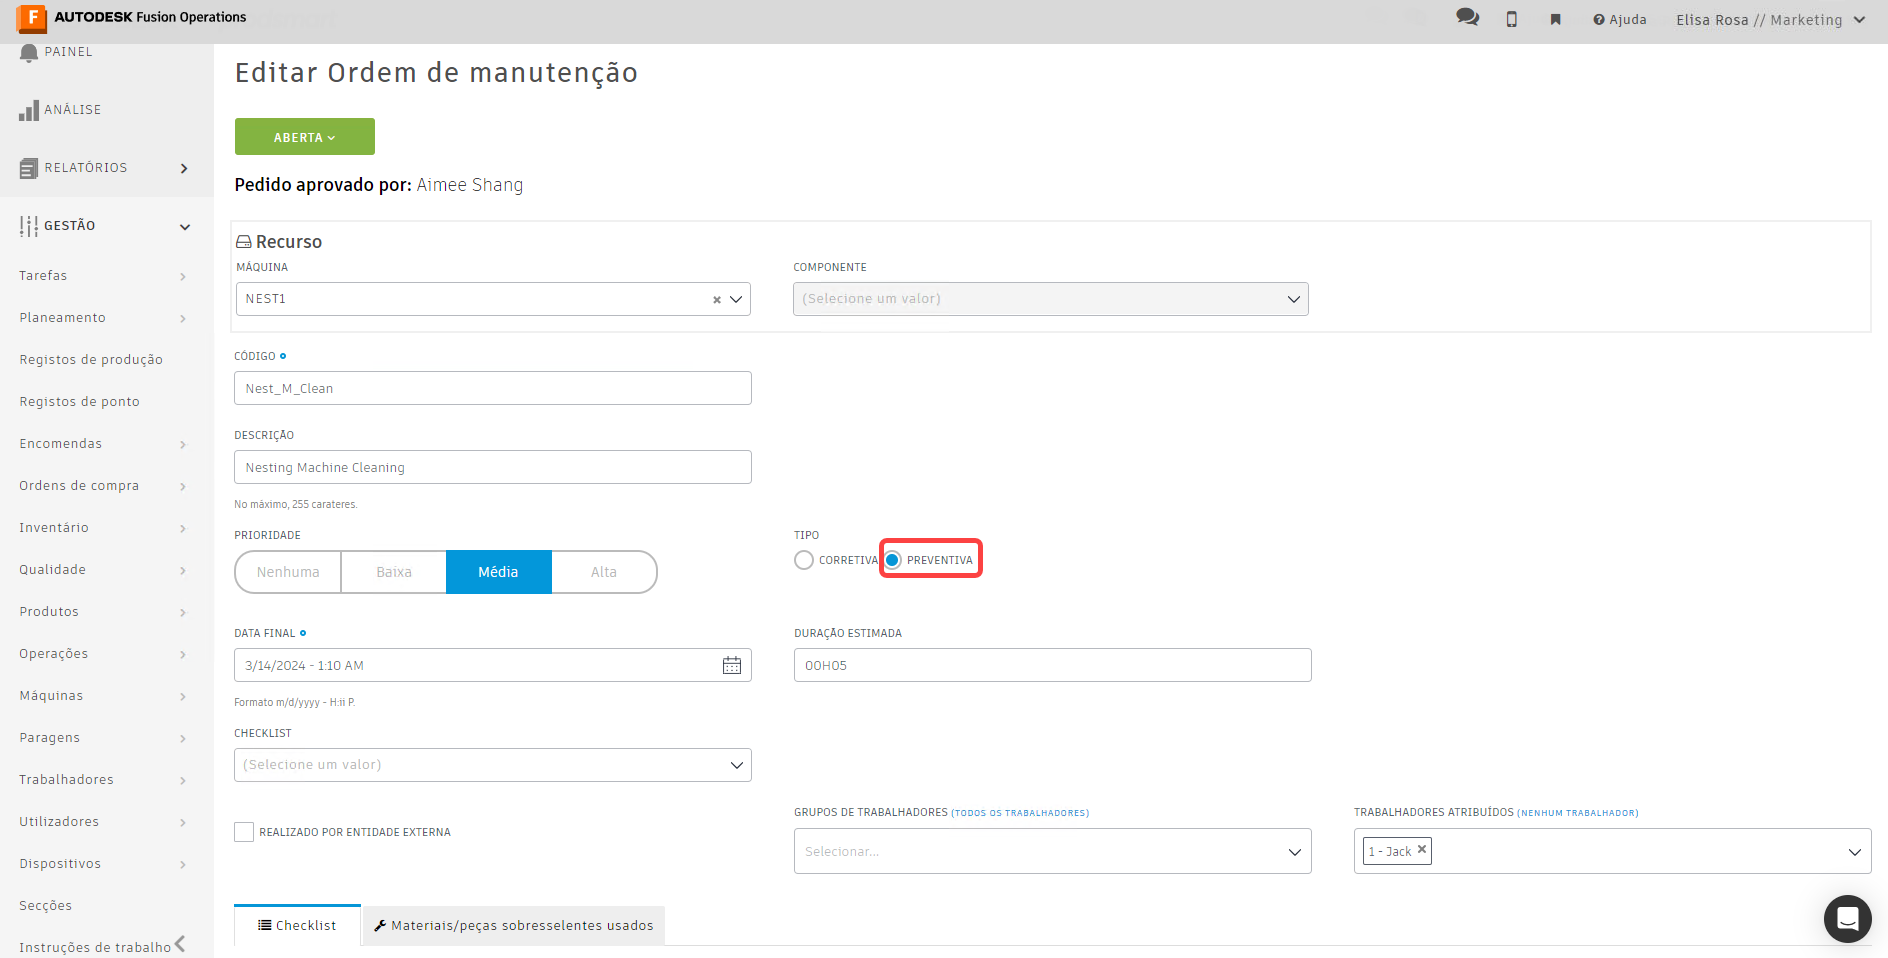 AUTODESK Fusion Operations
Ajuda
Elisa Rosa // Marketing
PAINEL
ANÁLISE
RELATÓRIOS
GESTÃO
Tarefas
Planeamento
Registos de produção
Registos de ponto
Encomendas
Ordens de compra
Inventário
Qualidade
Produtos
Operações
Máquinas
Paragens
Trabalhadores
Utilizadores
Dispositivos
Secções
Instruções de trabalho
Editar Ordem de manutenção
ABERTA
Pedido aprovado por: Aimee Shang
Recurso
MÁQUINA
NEST1
COMPONENTE
(Selecione um valor)
CÓDIGO
Nest_M_Clean
DESCRIÇÃO
Nesting Machine Cleaning
No máximo, 255 carateres.
PRIORIDADE
Nenhuma Baixa Média Alta
TIPO
CORRETIVA PREVENTIVA
DATA FINAL
3/14/2024 - 1:10 AM
Formato m/d/yyyy - H:ii P.
DURAÇÃO ESTIMADA
00H05
CHECKLIST
(Selecione um valor)
REALIZADO POR ENTIDADE EXTERNA
GRUPOS DE TRABALHADORES (TODOS OS TRABALHADORES)
Selecionar...
TRABALHADORES ATRIBUÍDOS (NENHUM TRABALHADOR)
1 - Jack
Checklist
Materiais/peças sobresselentes usados